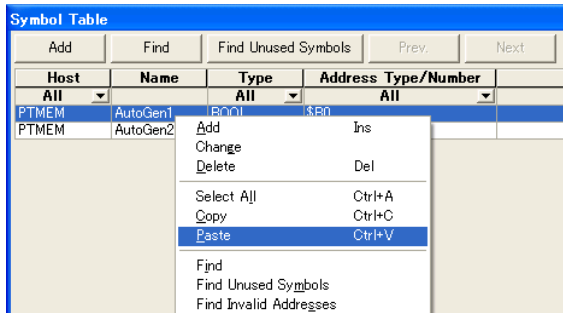 Symbol Table
Add Find Find Unused Symbols Prev. Next
Host Name Type Address Type/Number
All All All
PTMEM AutoGen1 BOOL $B0
PTMEM AutoGen2
Add Ins
Change
Delete Del
Select All Ctrl+A
Copy Ctrl+C
Paste Ctrl+V
Find
Find Unused Symbols
Find Invalid Addresses